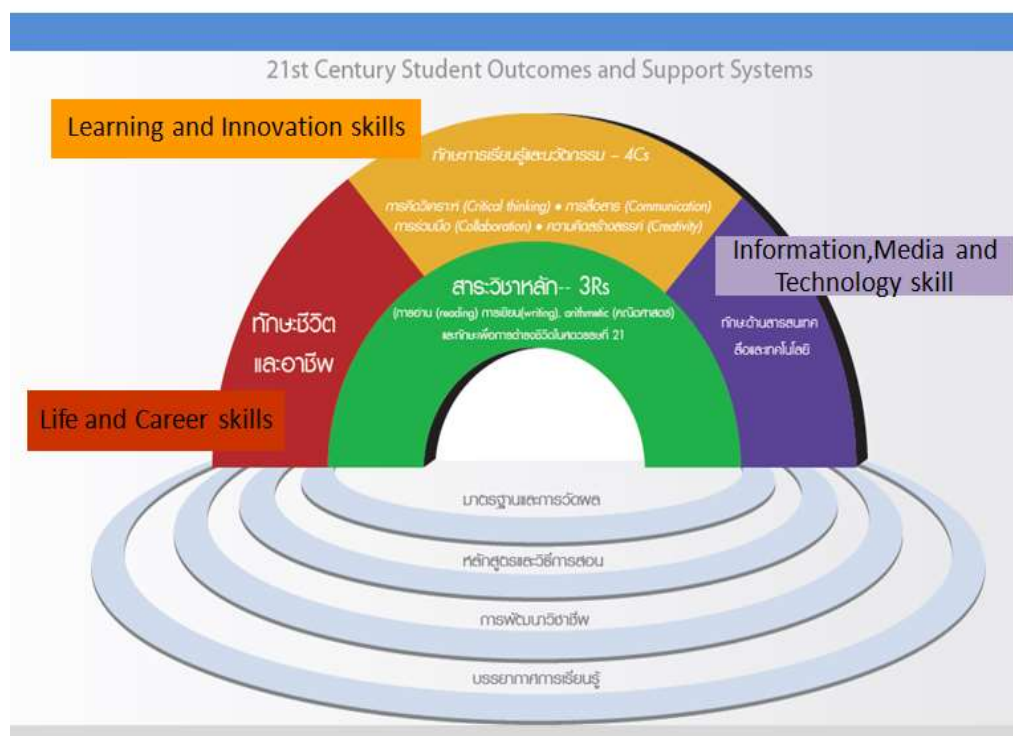 21st Century Student Outcomes and Support Systems
Learning and Innovation skills
ทักษะการเรียนรู้และนวัตกรรม – 4Cs
การคิดวิเคราะห์ (Critical thinking) • การสื่อสาร (Communication)
การร่วมมือ (Collaboration) • ความคิดสร้างสรรค์ (Creativity)
Information,Media and
Technology skill
สาระวิชาหลัก-- 3Rs
(การอ่าน (reading) การเขียน(writing), arithmetic (คณิตศาสตร์)
และทักษะเพื่อการดำรงชีวิตในศตวรรษที่ 21
ทักษะชีวิต
และอาชีพ
ทักษะด้านสารสนเทศ
สื่อและเทคโนโลยี
Life and Career skills
มาตรฐานและการวัดผล
หลักสูตรและวิธีการสอน
การพัฒนาวิชาชีพ
บรรยากาศการเรียนรู้